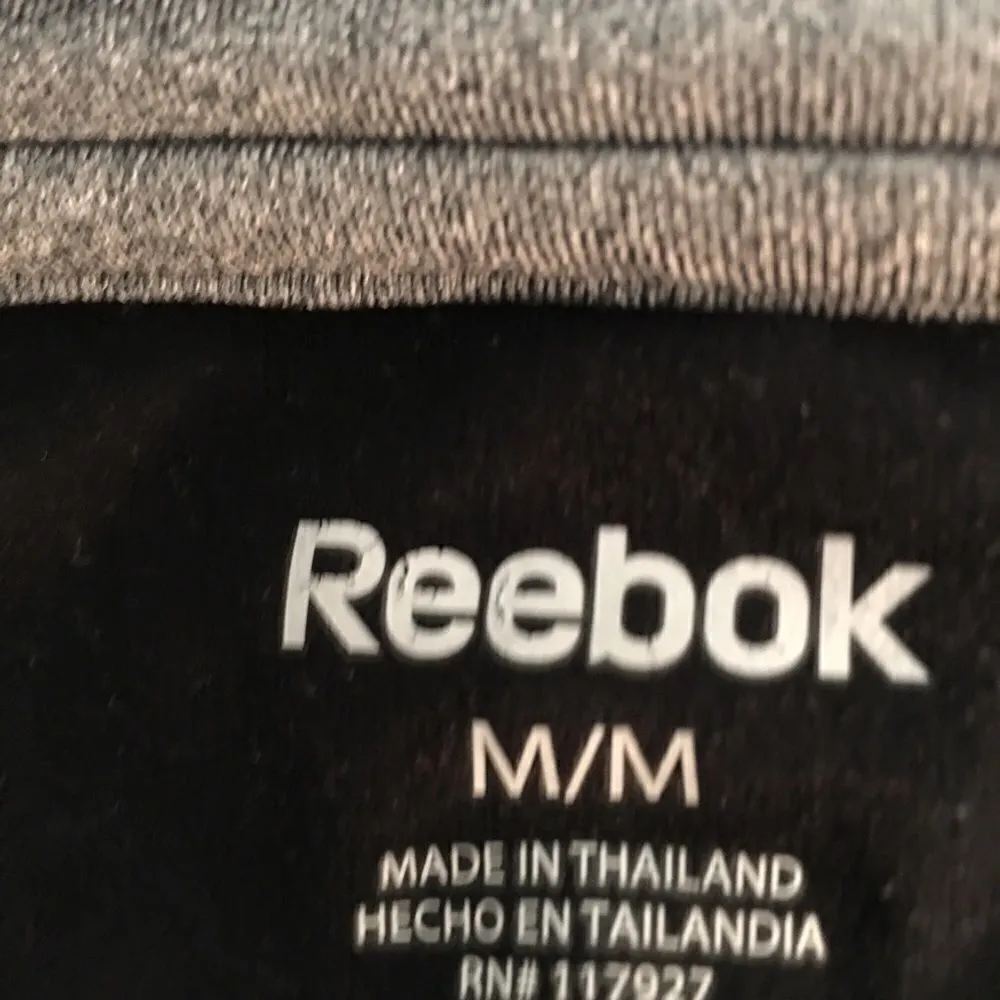 Reebok
M/M
MADE IN THAILAND
HECHO EN TAILANDIA
RN# 117927